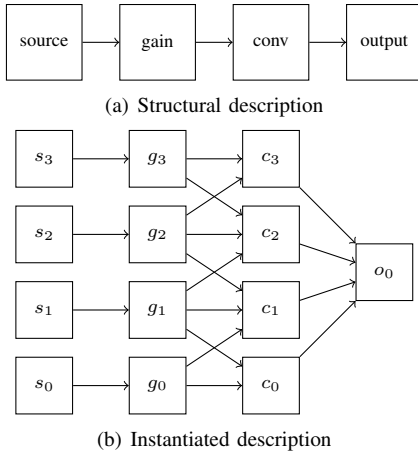 source gain conv output
(a) Structural description
s₃ g₃ c₃
s₂ g₂ c₂
o₀
s₁ g₁ c₁
s₀ g₀ c₀
(b) Instantiated description